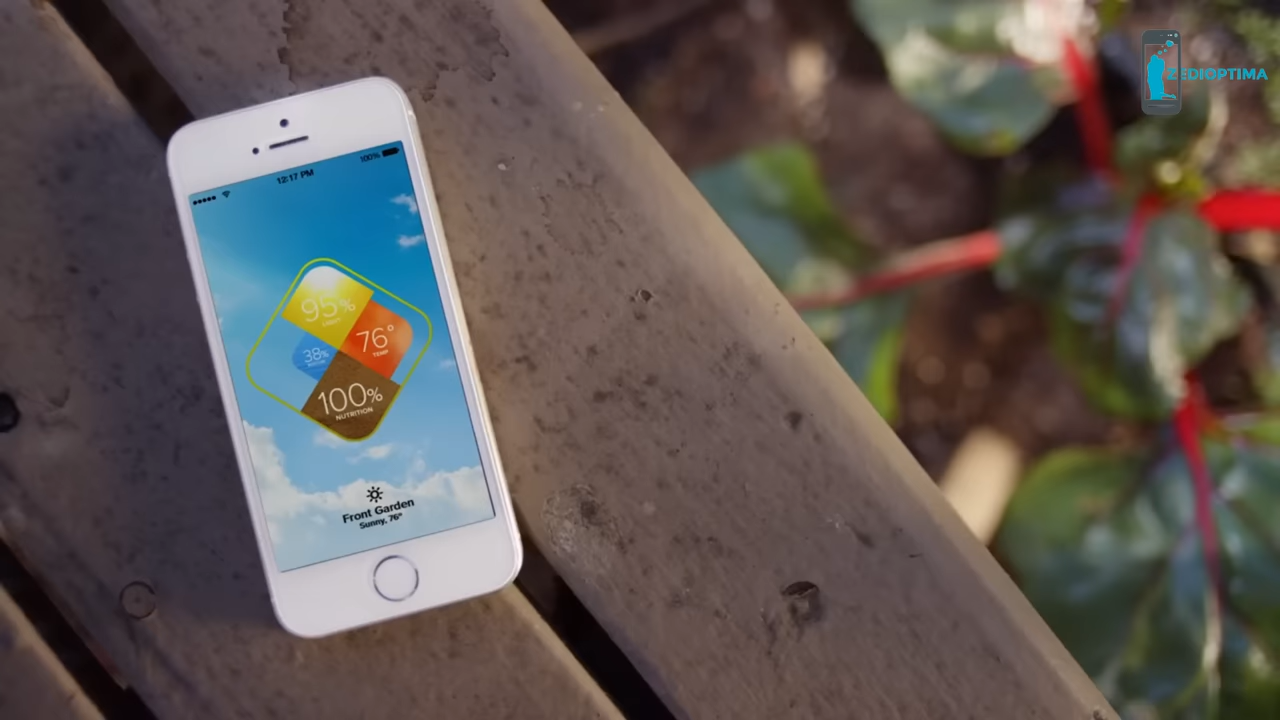 ZEDIOPTIMA
12:17 PM
100%
95%
76°
TEMP
38%
100%
NUTRITION
Front Garden
Sunny, 76°